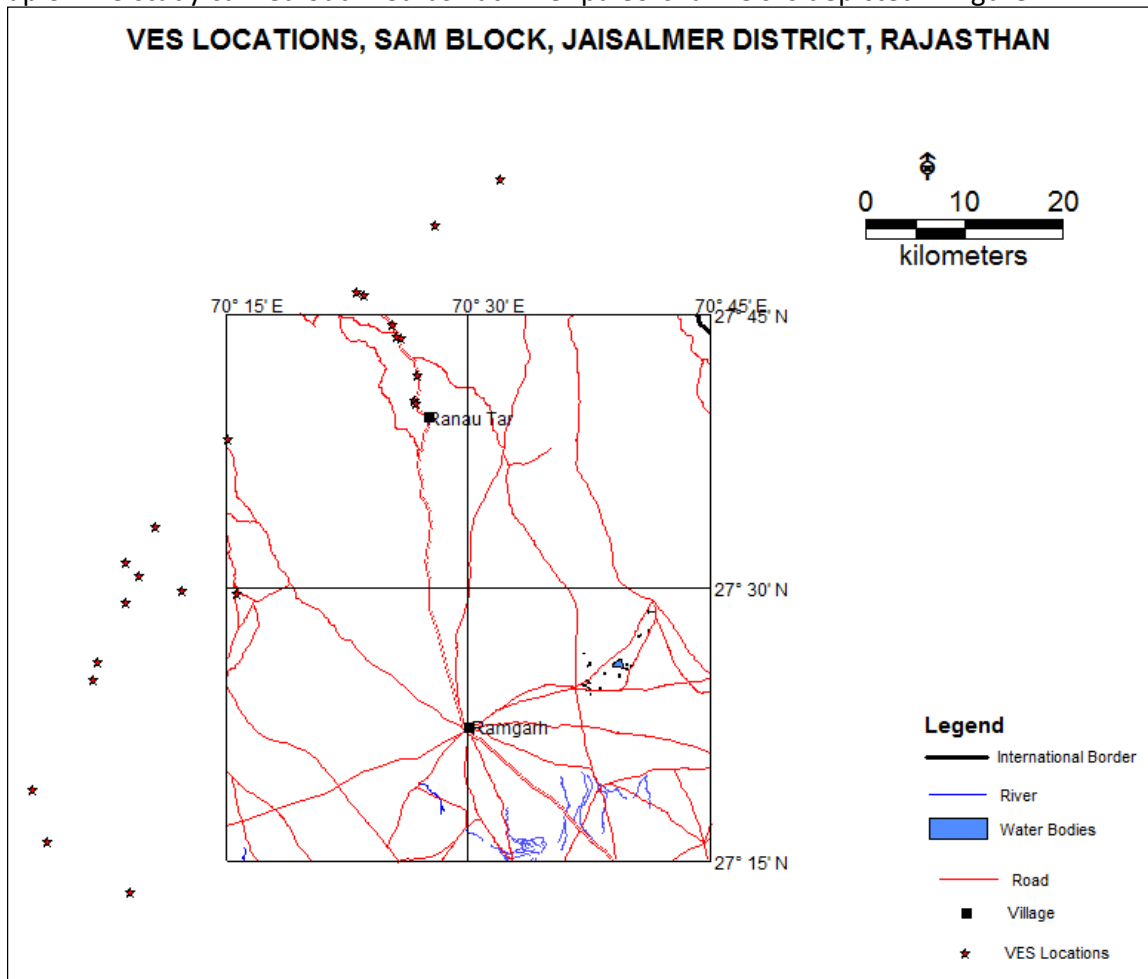 VES LOCATIONS, SAM BLOCK, JAISALMER DISTRICT, RAJASTHAN
0 10 20
kilometers
70° 15' E 70° 30' E 70° 45' E
27° 45' N
Ranau Tar
27° 30' N
Ramgarh
27° 15' N
Legend
International Border
River
Water Bodies
Road
Village
VES Locations